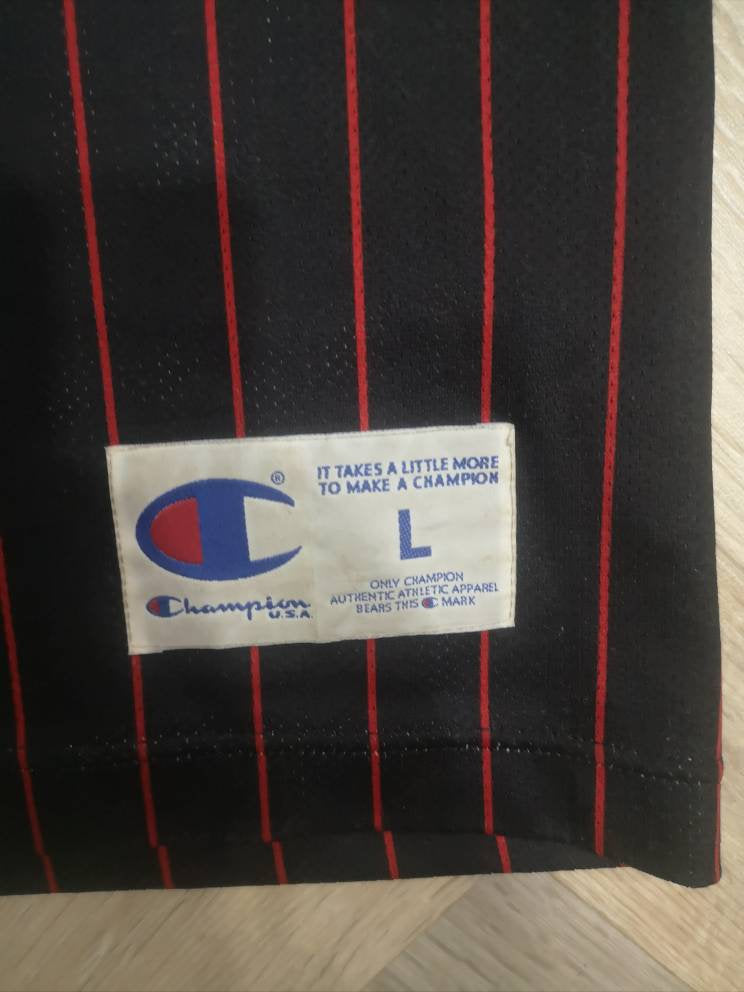 ®
IT TAKES A LITTLE MORE
TO MAKE A CHAMPION
L
Champion
U.S.A.
ONLY CHAMPION
AUTHENTIC ATHLETIC APPAREL
BEARS THIS C MARK